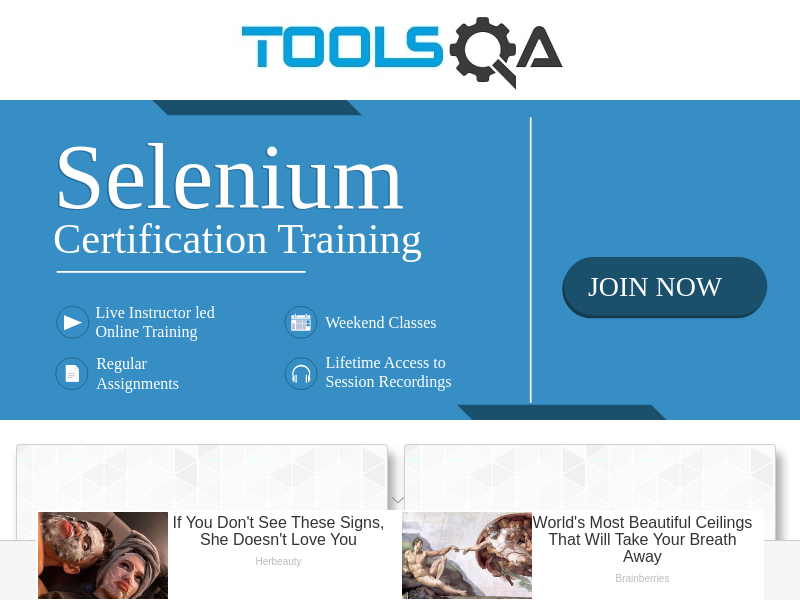 TOOLSQA
Selenium
Certification Training
Live Instructor led
Online Training
Weekend Classes
Regular
Assignments
Lifetime Access to
Session Recordings
JOIN NOW
If You Don't See These Signs,
She Doesn't Love You
Herbeauty
World's Most Beautiful Ceilings
That Will Take Your Breath
Away
Brainberries